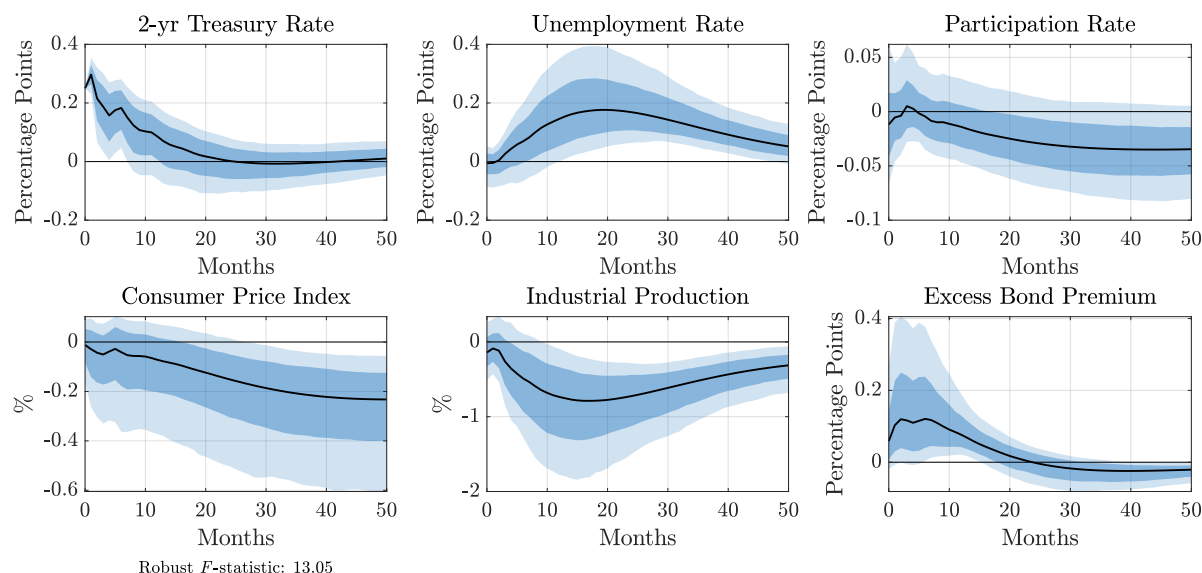 2-yr Treasury Rate
Percentage Points
0.4
0.2
0
-0.2
0 10 20 30 40 50
Months
Unemployment Rate
Percentage Points
0.4
0.2
0
-0.2
0 10 20 30 40 50
Months
Participation Rate
Percentage Points
0.05
0
-0.05
-0.1
0 10 20 30 40 50
Months
Consumer Price Index
%
0
-0.2
-0.4
-0.6
0 10 20 30 40 50
Months
Industrial Production
%
0
-1
-2
0 10 20 30 40 50
Months
Excess Bond Premium
Percentage Points
0.4
0.2
0
0 10 20 30 40 50
Months
Robust F-statistic: 13.05